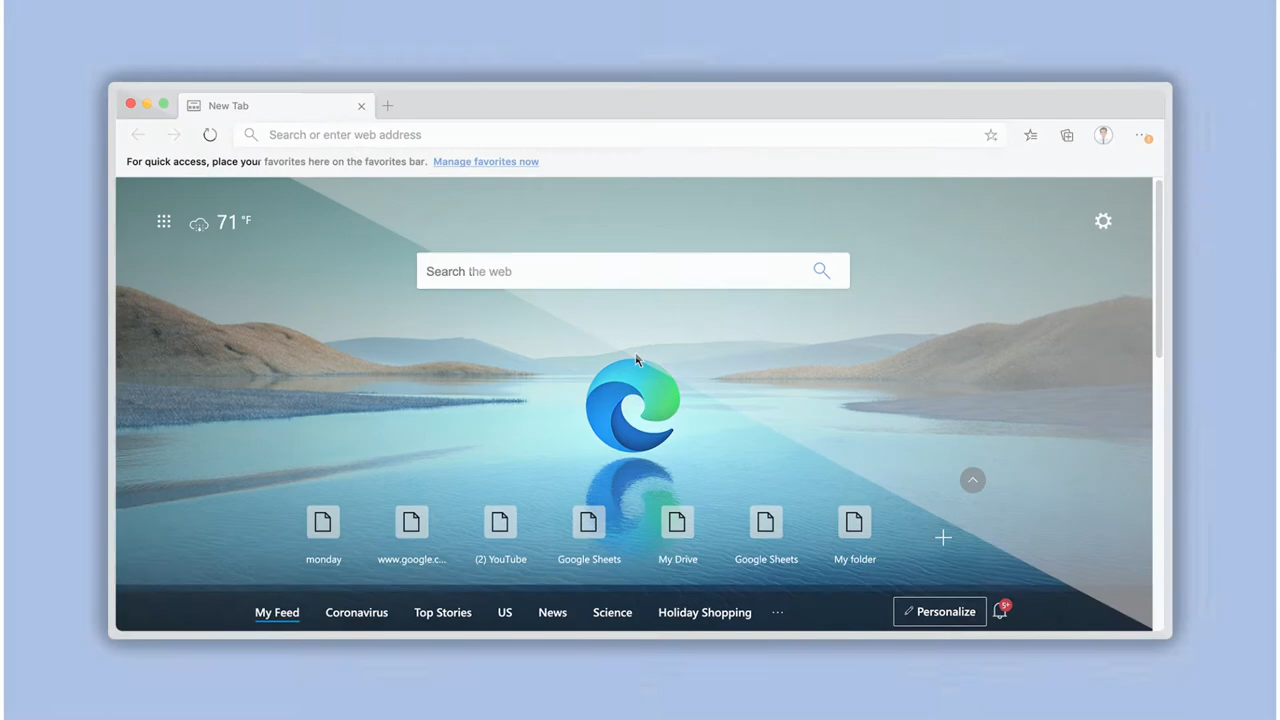 New Tab
Search or enter web address
For quick access, place your favorites here on the favorites bar. Manage favorites now
71 °F
Search the web
monday www.google.c... (2) YouTube Google Sheets My Drive Google Sheets My folder
My Feed Coronavirus Top Stories US News Science Holiday Shopping ... Personalize 5+